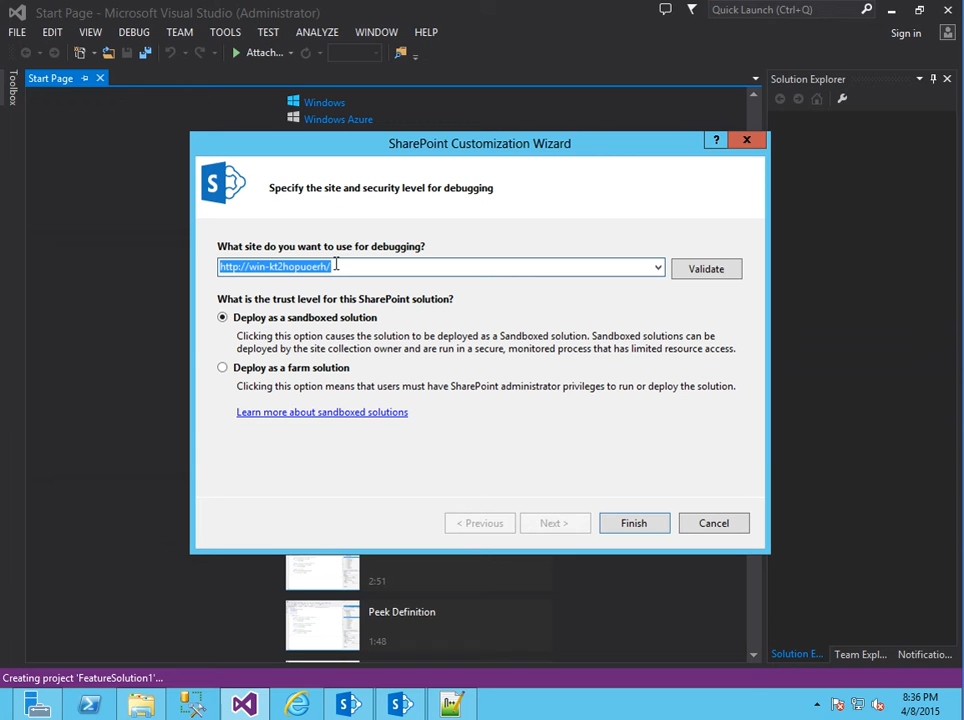 Start Page - Microsoft Visual Studio (Administrator)
Quick Launch (Ctrl+Q)
FILE EDIT VIEW DEBUG TEAM TOOLS TEST ANALYZE WINDOW HELP
Sign in
Attach...
Toolbox
Start Page
Solution Explorer
Windows
Windows Azure
SharePoint Customization Wizard
?
S
Specify the site and security level for debugging
What site do you want to use for debugging?
http://win-kt2hopuoerh/
Validate
What is the trust level for this SharePoint solution?
Deploy as a sandboxed solution
Clicking this option causes the solution to be deployed as a Sandboxed solution. Sandboxed solutions can be
deployed by the site collection owner and are run in a secure, monitored process that has limited resource access.
Deploy as a farm solution
Clicking this option means that users must have SharePoint administrator privileges to run or deploy the solution.
Learn more about sandboxed solutions
< Previous
Next >
Finish
Cancel
2:51
Peek Definition
1:48
Solution E... Team Expl... Notificatio...
Creating project 'FeatureSolution1'...
8:36 PM
4/8/2015